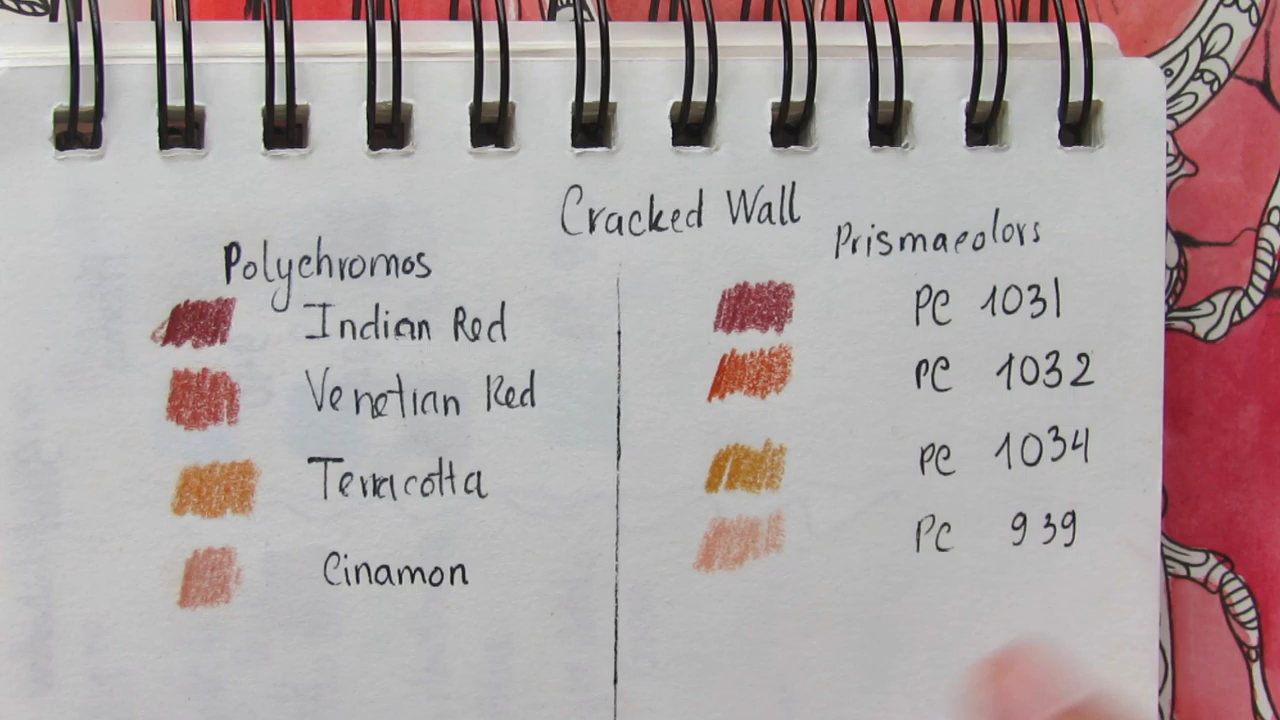 Cracked Wall
Polychromos
Indian Red
Venetian Red
Terracotta
Cinamon
Prismacolors
PC 1031
PC 1032
PC 1034
PC 939